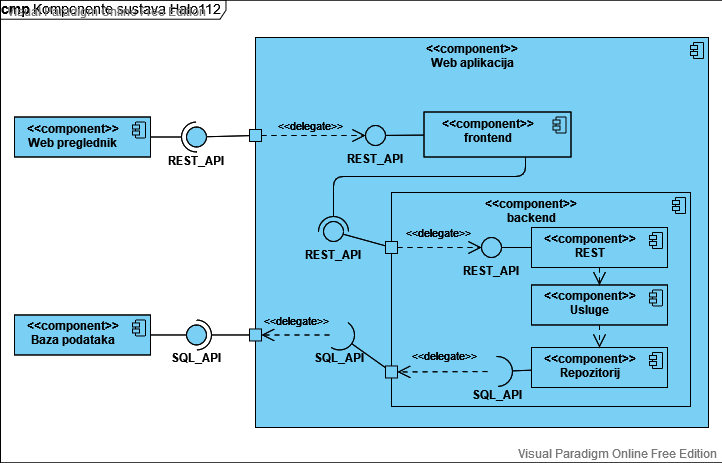 cmp Komponente sustava Halo112
Visual Paradigm Online Free Edition
<<component>>
Web aplikacija
<<component>>
Web preglednik
REST_API
<<delegate>>
REST_API
<<component>>
frontend
<<component>>
backend
REST_API
<<delegate>>
REST_API
<<component>>
REST
<<component>>
Usluge
<<component>>
Baza podataka
SQL_API
<<delegate>>
SQL_API
<<delegate>>
SQL_API
<<component>>
Repozitorij
Visual Paradigm Online Free Edition